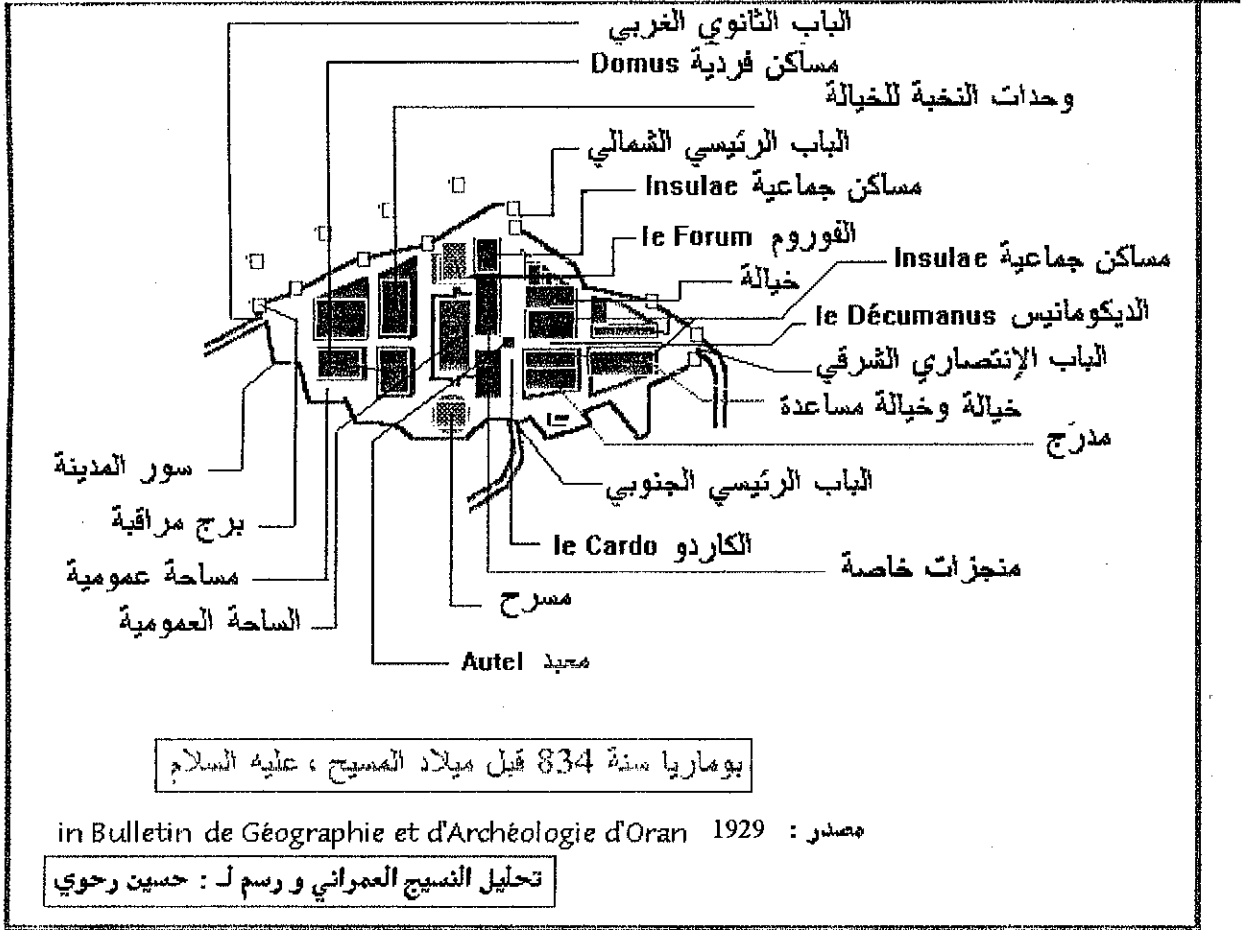 الباب الثانوي الغربي
مساكن فردية Domus
وحدات النخبة للخيالة
الباب الرئيسي الشمالي
مساكن جماعية Insulae
الفوروم le Forum
مساكن جماعية Insulae
خيالة
الديكومانيس le Décumanus
الباب الإنتصاري الشرقي
خيالة وخيالة مساعدة
مدرّج
سور المدينة
الباب الرئيسي الجنوبي
برج مراقبة
الكاردو le Cardo
منجزات خاصة
مساحة عمومية
مسرح
الساحة العمومية
معبد Autel
بوماريا سنة 834 قبل ميلاد المسيح ، عليه السلام
مصدر : 1929 in Bulletin de Géographie et d'Archéologie d'Oran
تحليل النسيج العمراني و رسم لـ : حسين رحوي